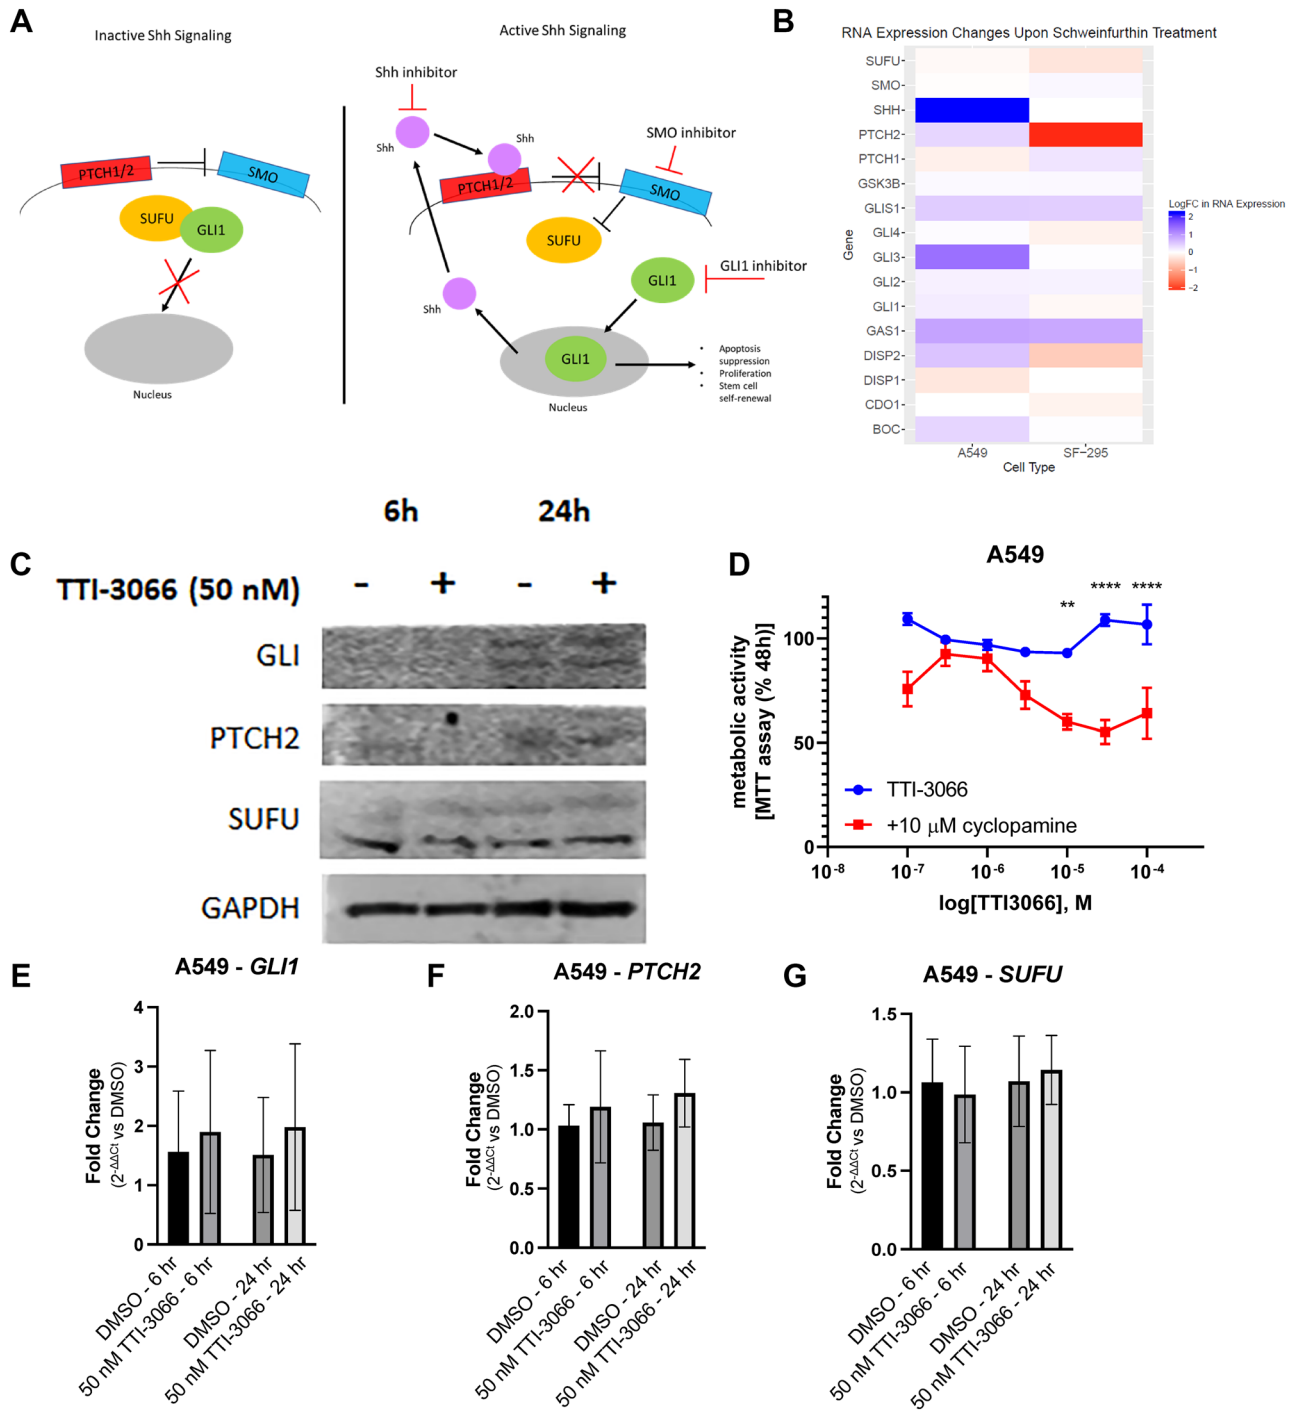 A
Inactive Shh Signaling
PTCH1/2
SMO
SUFU
GLI1
Nucleus
Active Shh Signaling
Shh inhibitor
Shh
Shh
PTCH1/2
SMO inhibitor
SMO
SUFU
GLI1 inhibitor
GLI1
Shh
GLI1
Nucleus
• Apoptosis
suppression
• Proliferation
• Stem cell
self-renewal
B
RNA Expression Changes Upon Schweinfurthin Treatment
SUFU
SMO
SHH
PTCH2
PTCH1
GSK3B
GLIS1
GLI4
GLI3
GLI2
GLI1
GAS1
DISP2
DISP1
CDO1
BOC
Gene
A549
SF-295
Cell Type
LogFC in RNA Expression
2
1
0
-1
-2
C
6h 24h
TTI-3066 (50 nM) - + - +
GLI
PTCH2
SUFU
GAPDH
D
A549
** **** ****
metabolic activity
[MTT assay (% 48h)]
100
50
0
TTI-3066
+10 μM cyclopamine
10-8 10-7 10-6 10-5 10-4
log[TTI3066], M
E
A549 - GLI1
Fold Change
(2-ΔΔCt vs DMSO)
4
3
2
1
0
DMSO - 6 hr
50 nM TTI-3066 - 6 hr
DMSO - 24 hr
50 nM TTI-3066 - 24 hr
F
A549 - PTCH2
Fold Change
(2-ΔΔCt vs DMSO)
2.0
1.5
1.0
0.5
0.0
DMSO - 6 hr
50 nM TTI-3066 - 6 hr
DMSO - 24 hr
50 nM TTI-3066 - 24 hr
G
A549 - SUFU
Fold Change
(2-ΔΔCt vs DMSO)
1.5
1.0
0.5
0.0
DMSO - 6 hr
50 nM TTI-3066 - 6 hr
DMSO - 24 hr
50 nM TTI-3066 - 24 hr